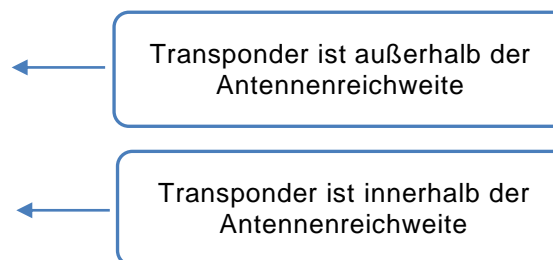 Transponder ist außerhalb der
Antennenreichweite
Transponder ist innerhalb der
Antennenreichweite